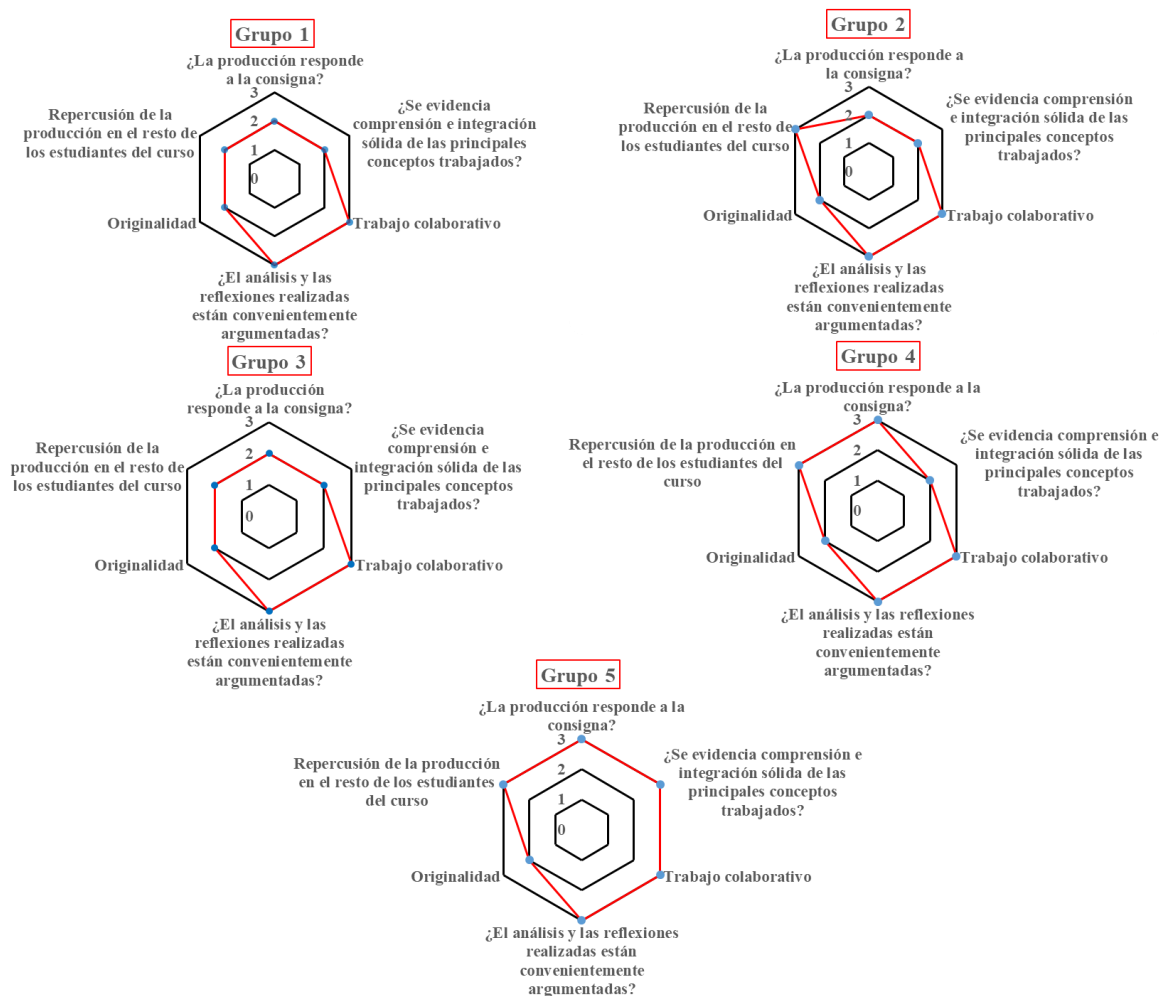 Grupo 1
¿La producción responde
a la consigna?
3
2
1
0
¿Se evidencia
comprensión e integración
sólida de las principales
conceptos trabajados?
Trabajo colaborativo
¿El análisis y las
reflexiones realizadas
están convenientemente
argumentadas?
Originalidad
Repercusión de la
producción en el resto de
los estudiantes del curso
Grupo 2
¿La producción responde a
la consigna?
3
2
1
0
¿Se evidencia comprensión
e integración sólida de las
principales conceptos
trabajados?
Trabajo colaborativo
¿El análisis y las
reflexiones realizadas
están convenientemente
argumentadas?
Originalidad
Repercusión de la
producción en el resto de
los estudiantes del curso
Grupo 3
¿La producción
responde a la consigna?
3
2
1
0
¿Se evidencia
comprensión e
integración sólida de las
principales conceptos
trabajados?
Trabajo colaborativo
¿El análisis y las
reflexiones realizadas
están convenientemente
argumentadas?
Originalidad
Repercusión de la
producción en el resto de
los estudiantes del curso
Grupo 4
¿La producción responde a la
consigna?
3
2
1
0
¿Se evidencia comprensión e
integración sólida de las
principales conceptos
trabajados?
Trabajo colaborativo
¿El análisis y las reflexiones
realizadas están
convenientemente
argumentadas?
Originalidad
Repercusión de la producción en
el resto de los estudiantes del
curso
Grupo 5
¿La producción responde a la
consigna?
3
2
1
0
¿Se evidencia comprensión e
integración sólida de las
principales conceptos
trabajados?
Trabajo colaborativo
¿El análisis y las reflexiones
realizadas están
convenientemente
argumentadas?
Originalidad
Repercusión de la producción
en el resto de los estudiantes
del curso